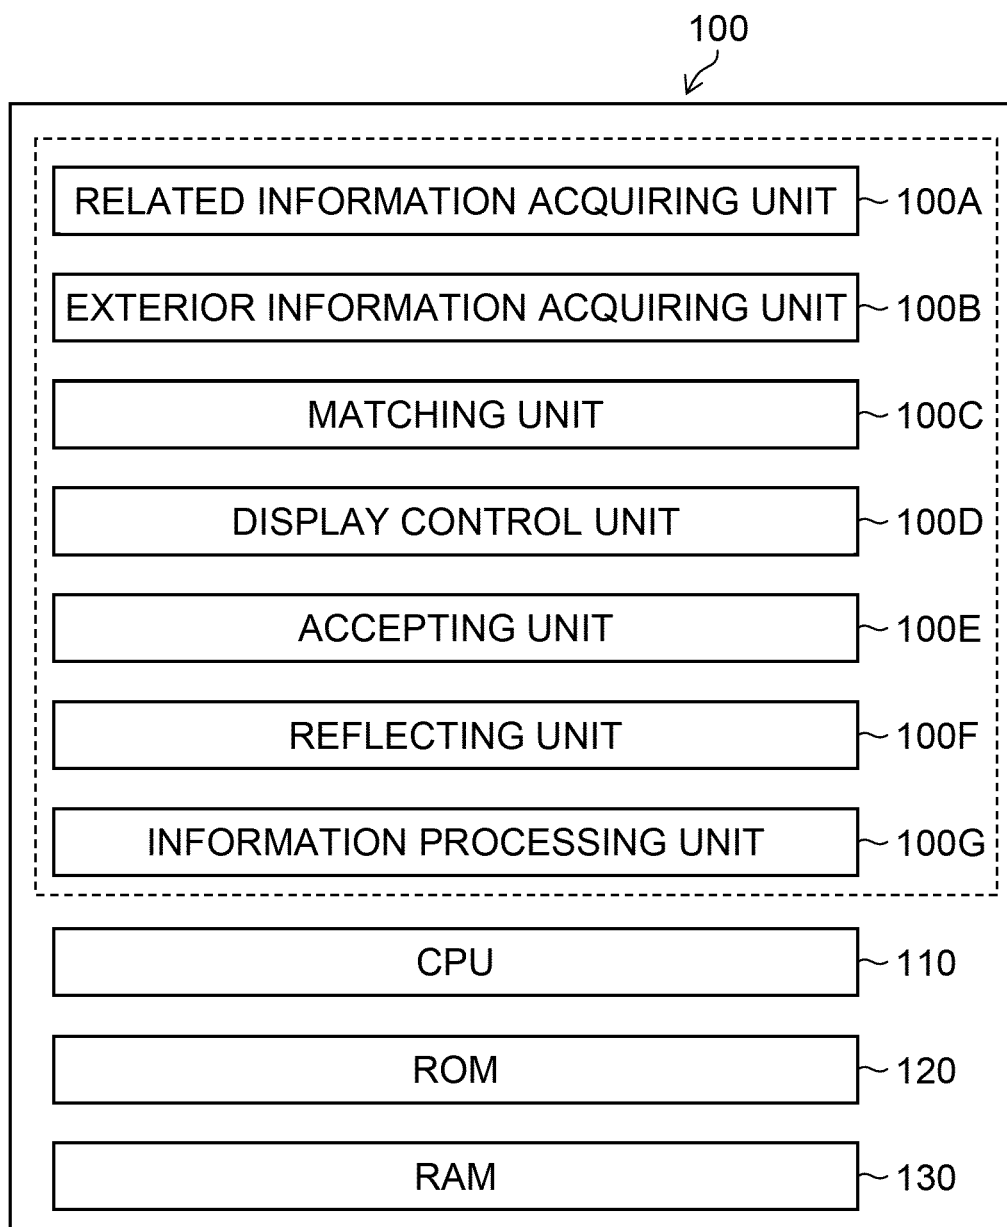 100
RELATED INFORMATION ACQUIRING UNIT 100A
EXTERIOR INFORMATION ACQUIRING UNIT 100B
MATCHING UNIT 100C
DISPLAY CONTROL UNIT 100D
ACCEPTING UNIT 100E
REFLECTING UNIT 100F
INFORMATION PROCESSING UNIT 100G
CPU 110
ROM 120
RAM 130